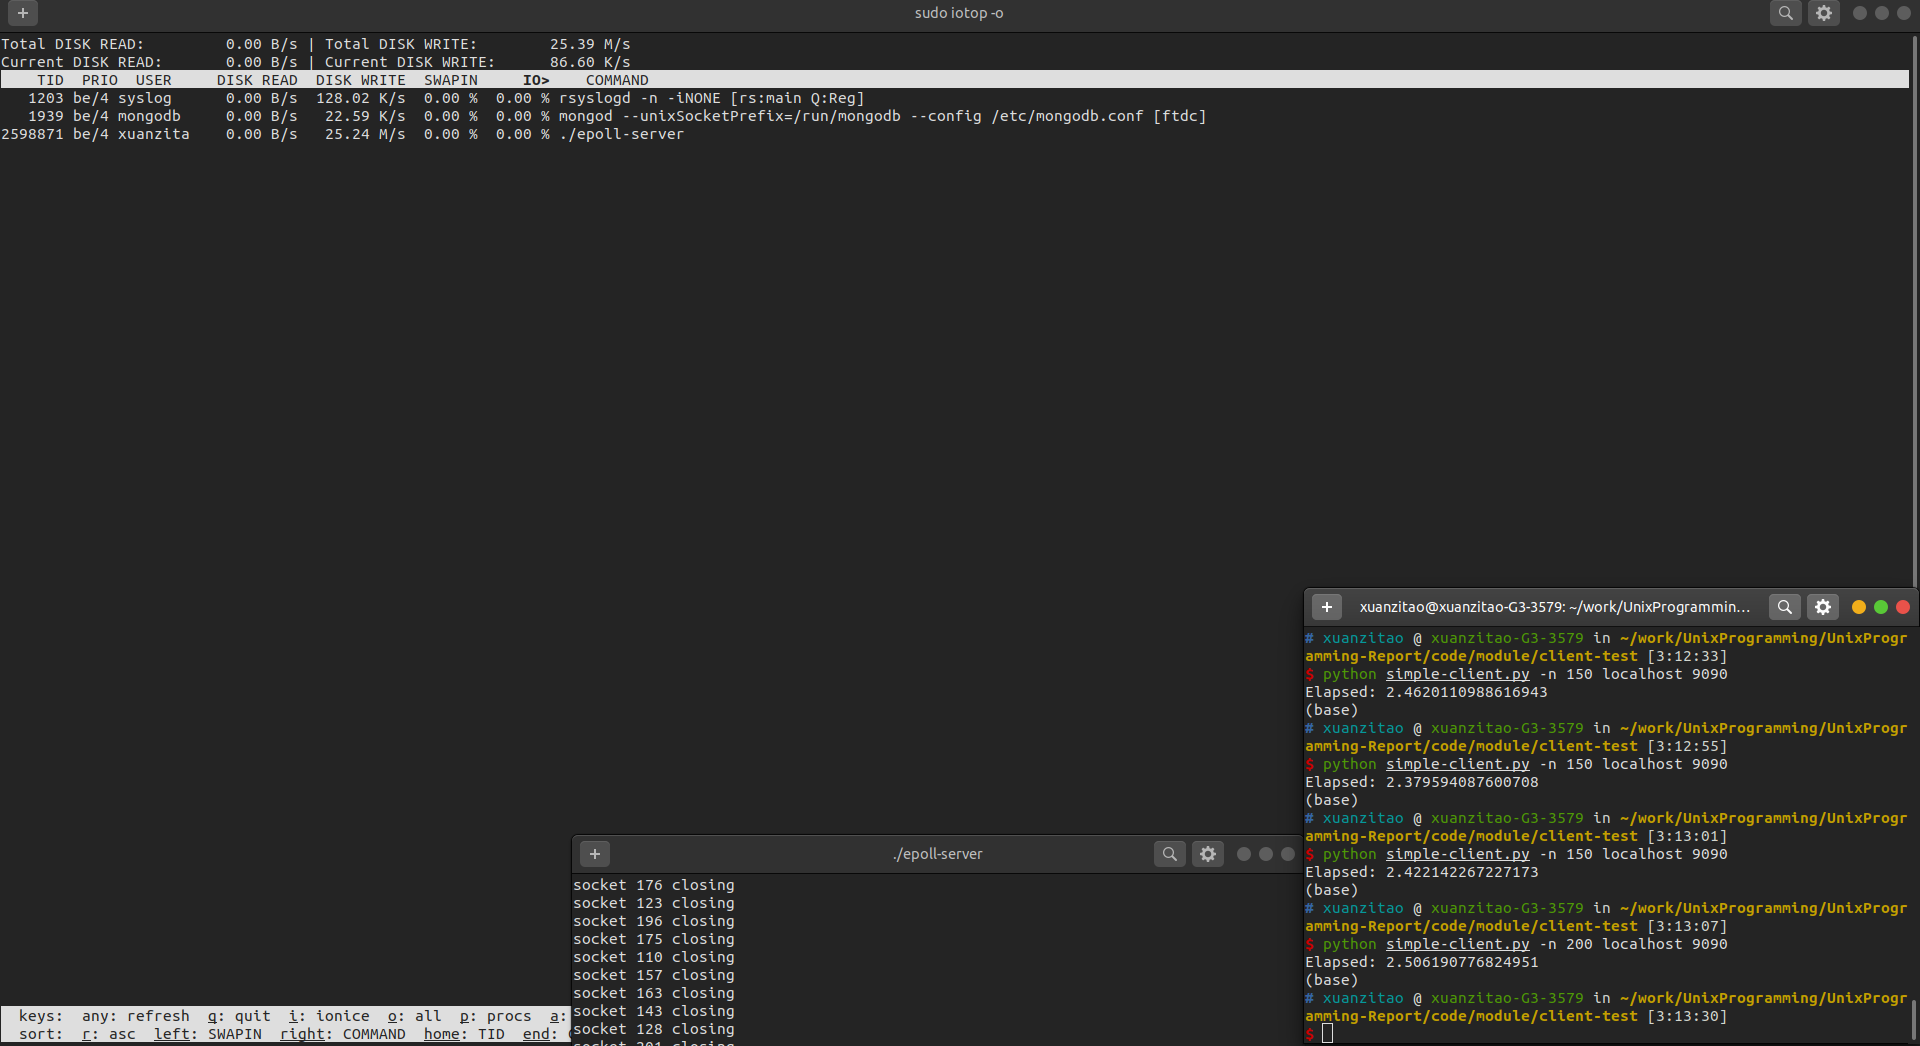 sudo iotop -o
Total DISK READ:         0.00 B/s | Total DISK WRITE:        25.39 M/s
Current DISK READ:       0.00 B/s | Current DISK WRITE:      86.60 K/s
    TID  PRIO  USER     DISK READ  DISK WRITE  SWAPIN     IO>    COMMAND
   1203 be/4 syslog      0.00 B/s  128.02 K/s  0.00 %  0.00 % rsyslogd -n -iNONE [rs:main Q:Reg]
   1939 be/4 mongodb     0.00 B/s   22.59 K/s  0.00 %  0.00 % mongod --unixSocketPrefix=/run/mongodb --config /etc/mongodb.conf [ftdc]
2598871 be/4 xuanzita    0.00 B/s   25.24 M/s  0.00 %  0.00 % ./epoll-server
  keys:  any: refresh  q: quit  i: ionice  o: all  p: procs  a:
  sort:  r: asc  left: SWAPIN  right: COMMAND  home: TID  end:
./epoll-server
socket 176 closing
socket 123 closing
socket 196 closing
socket 175 closing
socket 110 closing
socket 157 closing
socket 163 closing
socket 143 closing
socket 128 closing
socket 201 closing
xuanzitao@xuanzitao-G3-3579: ~/work/UnixProgrammin...
# xuanzitao @ xuanzitao-G3-3579 in ~/work/UnixProgramming/UnixProgr
amming-Report/code/module/client-test [3:12:33]
$ python simple-client.py -n 150 localhost 9090
Elapsed: 2.4620110988616943
(base)
# xuanzitao @ xuanzitao-G3-3579 in ~/work/UnixProgramming/UnixProgr
amming-Report/code/module/client-test [3:12:55]
$ python simple-client.py -n 150 localhost 9090
Elapsed: 2.379594087600708
(base)
# xuanzitao @ xuanzitao-G3-3579 in ~/work/UnixProgramming/UnixProgr
amming-Report/code/module/client-test [3:13:01]
$ python simple-client.py -n 150 localhost 9090
Elapsed: 2.422142267227173
(base)
# xuanzitao @ xuanzitao-G3-3579 in ~/work/UnixProgramming/UnixProgr
amming-Report/code/module/client-test [3:13:07]
$ python simple-client.py -n 200 localhost 9090
Elapsed: 2.506190776824951
(base)
# xuanzitao @ xuanzitao-G3-3579 in ~/work/UnixProgramming/UnixProgr
amming-Report/code/module/client-test [3:13:30]
$